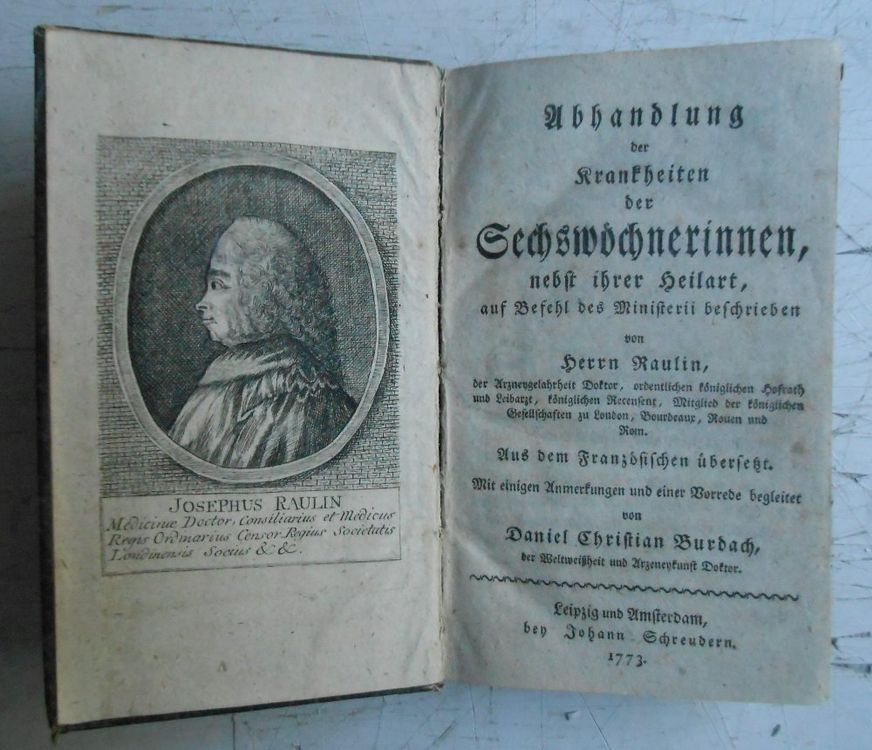 JOSEPHUS RAULIN
Medicinæ Doctor, Consiliarius et Medicus
Regis Ordinarius Censor Regius Societatis
Londinensis Socius & &.
Abhandlung
der
Krankheiten
der
Sechswöchnerinnen,
nebst ihrer Heilart,
auf Befehl des Ministerii beschrieben
von
Herrn Raulin,
der Arzneygelahrheit Doktor, ordentlichen königlichen Hofrath
und Leibarzt, königlichen Recensent, Mitglied der königlichen
Gesellschaften zu London, Bourdeaux, Rouen und
Rom.
Aus dem Französischen übersetzt.
Mit einigen Anmerkungen und einer Vorrede begleitet
von
Daniel Christian Burdach,
der Weltweißheit und Arzeneykunst Doktor.
Leipzig und Amsterdam,
bey Johann Schreudern.
1773.